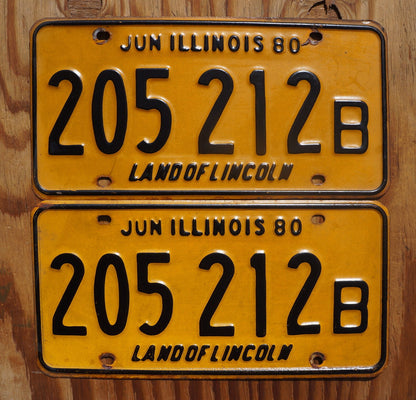 JUN ILLINOIS 80
205 212 B
LAND OF LINCOLN
JUN ILLINOIS 80
205 212 B
LAND OF LINCOLN